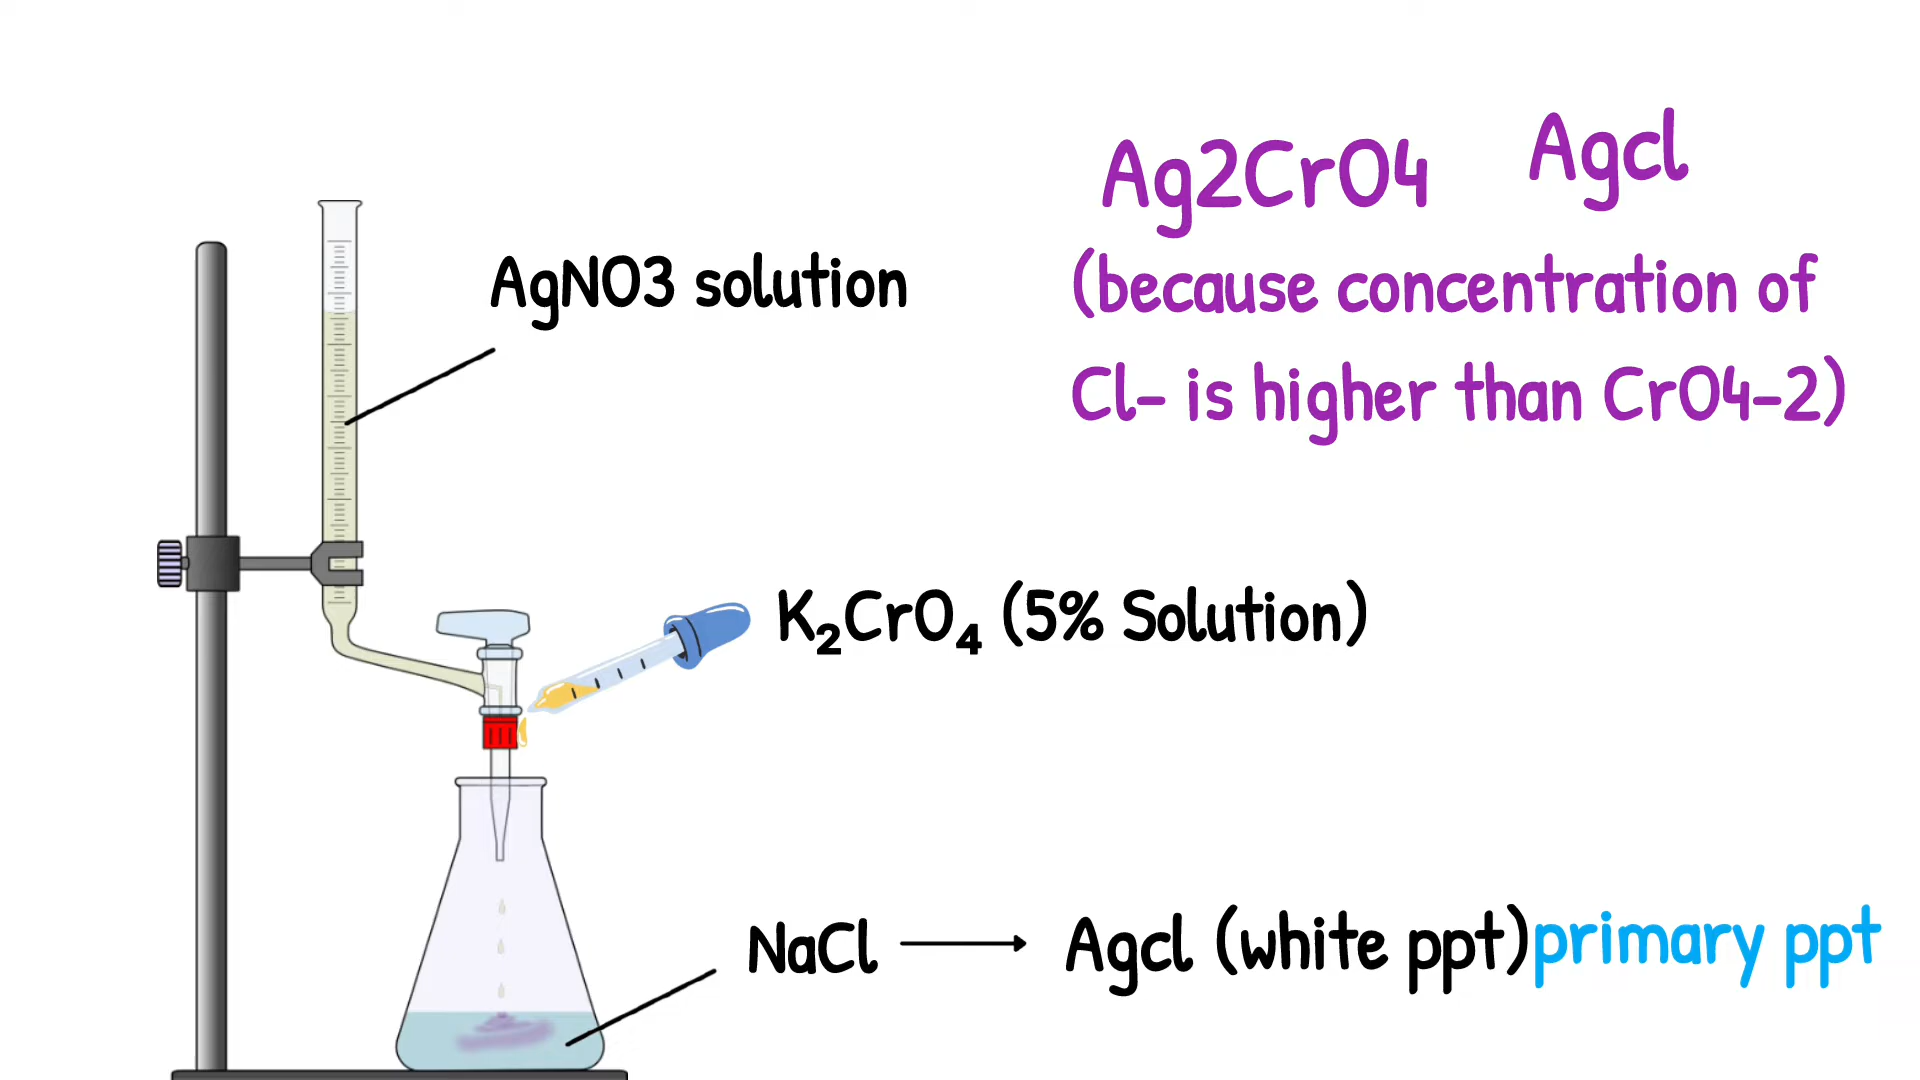 Ag2CrO4 Agcl
AgNO3 solution
(because concentration of
Cl- is higher than CrO4-2)
K₂CrO₄ (5% Solution)
NaCl → Agcl (white ppt)primary ppt